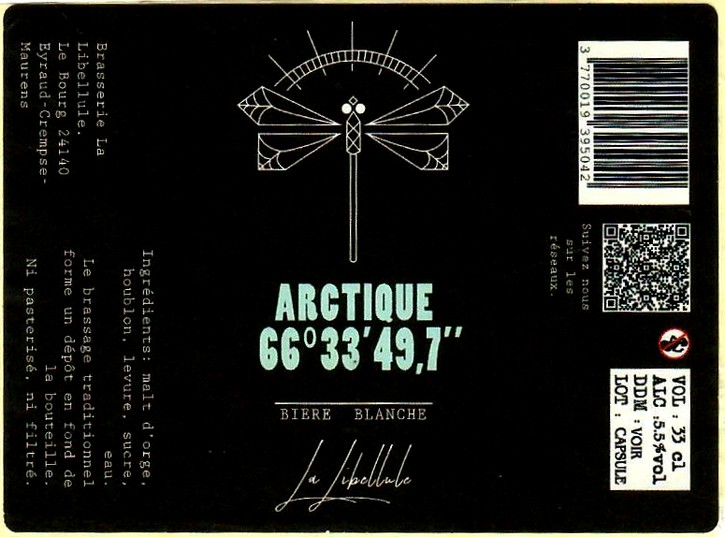 Brasserie La
Libellule.
Le Bourg 24140
Eyraud-Crempse-
Maurens
Ingrédients: malt d'orge,
houblon, levure, sucre,
eau.
Le brassage traditionnel
forme un dépôt en fond de
la bouteille.
Ni pasterisé, ni filtré.
ARCTIQUE
66°33'49,7''
BIERE BLANCHE
La Libellule
3 770019 395042
Suivez nous
sur les
réseaux.
VOL : 33 cl
ALC :5.5%vol
DDM :VOIR
LOT : CAPSULE